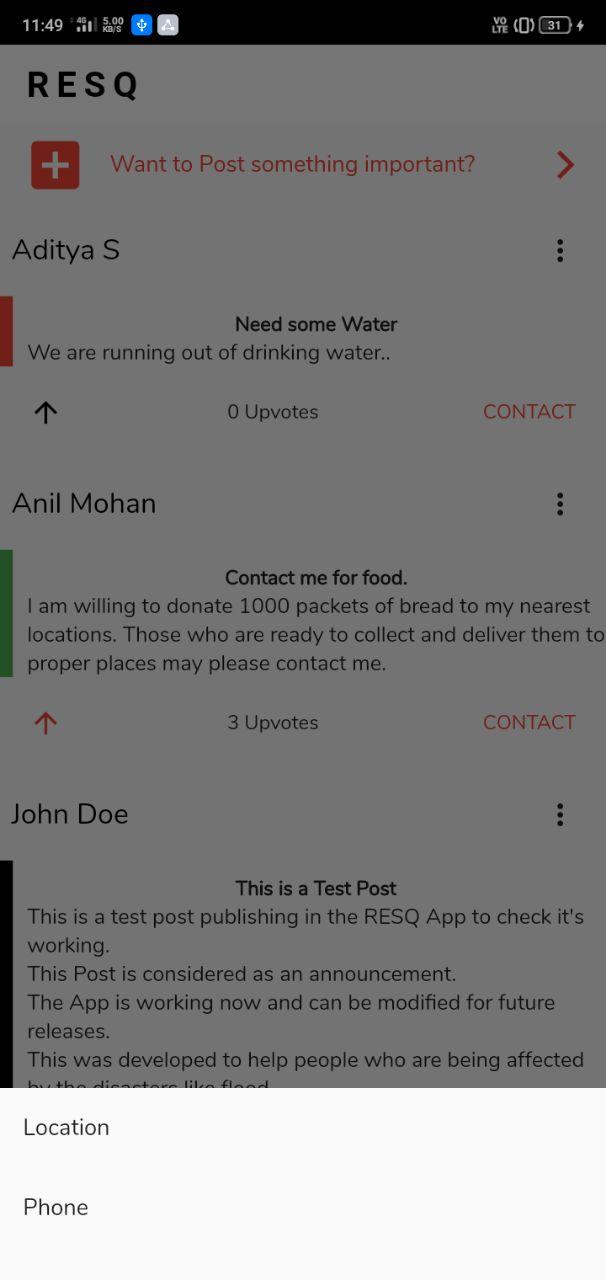 11:49 4G 5.00 KB/S VO LTE 31
RESQ
Want to Post something important?
Aditya S
Need some Water
We are running out of drinking water..
0 Upvotes CONTACT
Anil Mohan
Contact me for food.
I am willing to donate 1000 packets of bread to my nearest
locations. Those who are ready to collect and deliver them to
proper places may please contact me.
3 Upvotes CONTACT
John Doe
This is a Test Post
This is a test post publishing in the RESQ App to check it's
working.
This Post is considered as an announcement.
The App is working now and can be modified for future
releases.
This was developed to help people who are being affected
by the disasters like flood
Location
Phone